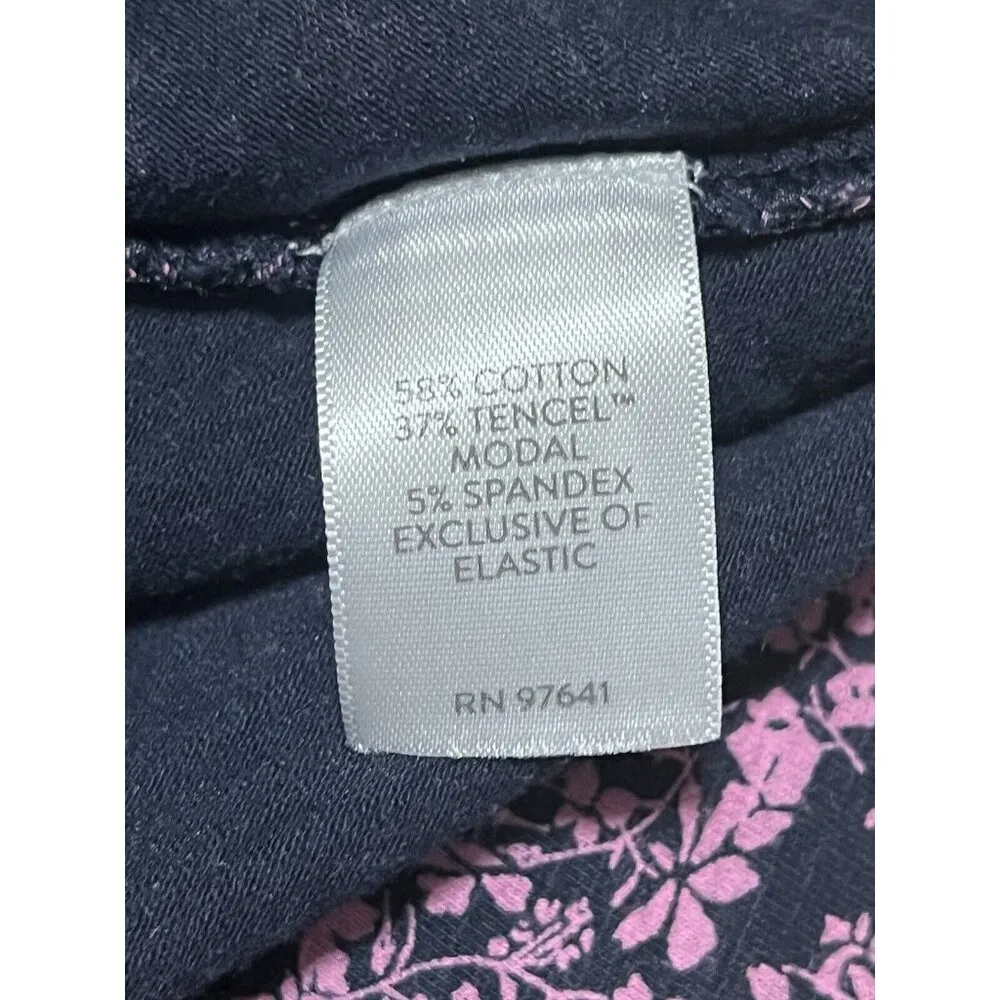 58% COTTON
37% TENCEL™
MODAL
5% SPANDEX
EXCLUSIVE OF
ELASTIC
RN 97641